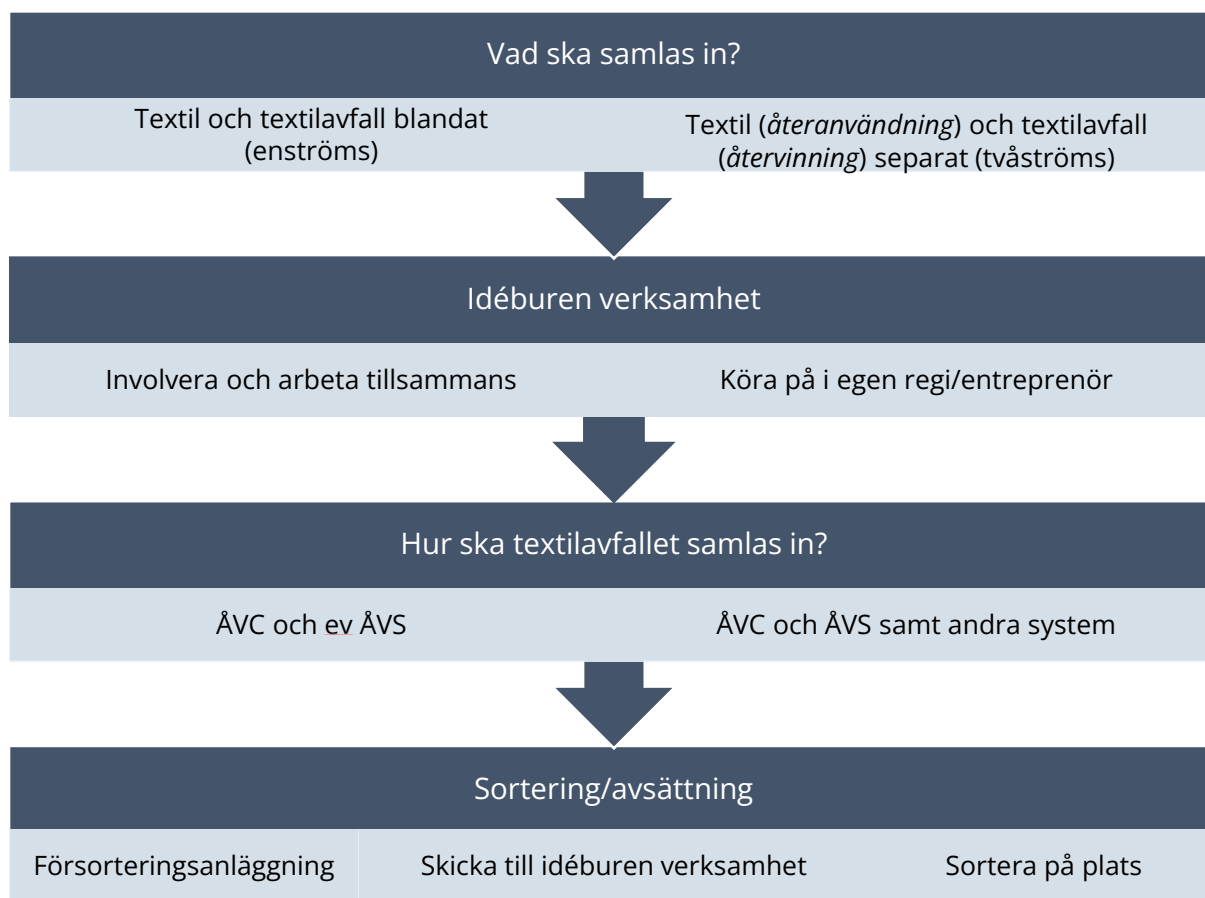 Vad ska samlas in?
Textil och textilavfall blandat
(enströms)
Textil (återanvändning) och textilavfall
(återvinning) separat (tvåströms)
Idéburen verksamhet
Involvera och arbeta tillsammans
Köra på i egen regi/entreprenör
Hur ska textilavfallet samlas in?
ÅVC och ev ÅVS
ÅVC och ÅVS samt andra system
Sortering/avsättning
Försorteringsanläggning
Skicka till idéburen verksamhet
Sortera på plats